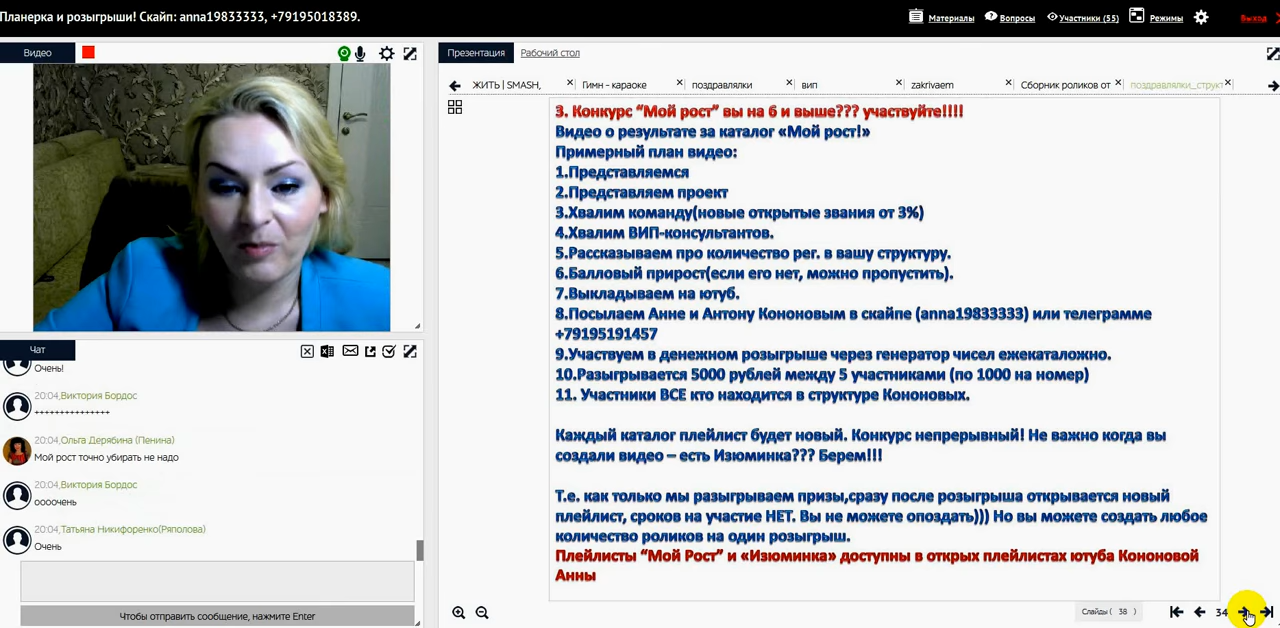 Планерка и розыгрыши! Скайп: anna19833333, +79195018389.
Материалы
Вопросы
Участники (55)
Режимы
Выход
Видео
Презентация
Рабочий стол
ЖИТЬ | SMASH,
Гимн - караоке
поздравлялки
вип
zakrivaem
Сборник роликов от
поздравлялки_структ
3. Конкурс “Мой рост” вы на 6 и выше??? участвуйте!!!!
Видео о результате за каталог «Мой рост!»
Примерный план видео:
1.Представляемся
2.Представляем проект
3.Хвалим команду(новые открытые звания от 3%)
4.Хвалим ВИП-консультантов.
5.Рассказываем про количество рег. в вашу структуру.
6.Балловый прирост(если его нет, можно пропустить).
7.Выкладываем на ютуб.
8.Посылаем Анне и Антону Кононовым в скайпе (anna19833333) или телеграмме
+79195191457
9.Участвуем в денежном розыгрыше через генератор чисел ежекаталожно.
10.Разыгрывается 5000 рублей между 5 участниками (по 1000 на номер)
11. Участники ВСЕ кто находится в структуре Кононовых.
Каждый каталог плейлист будет новый. Конкурс непрерывный! Не важно когда вы
создали видео – есть Изюминка??? Берем!!!
Т.е. как только мы разыгрываем призы,сразу после розыгрыша открывается новый
плейлист, сроков на участие НЕТ. Вы не можете опоздать))) Но вы можете создать любое
количество роликов на один розыгрыш.
Плейлисты “Мой Рост” и «Изюминка» доступны в открых плейлистах ютуба Кононовой
Анны
Слайды ( 38 )
34
Чат
Очень!
20:04,Виктория Бордос
+++++++++++++++
20:04,Ольга Дерябина (Пенина)
Мой рост точно убирать не надо
20:04,Виктория Бордос
оооочень
20:04,Татьяна Никифоренко(Ряполова)
Очень
Чтобы отправить сообщение, нажмите Enter